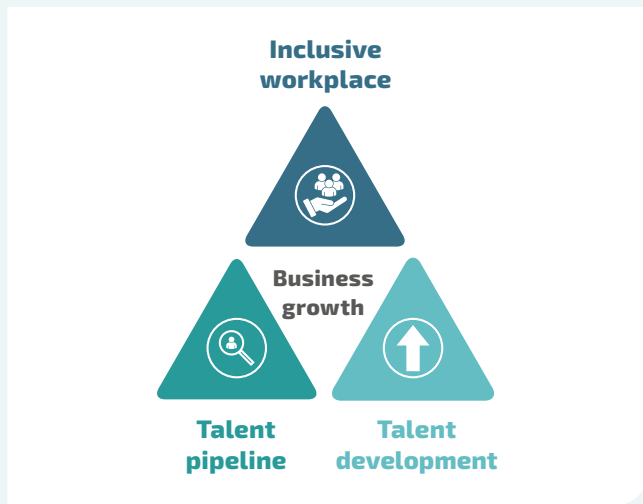 Inclusive
workplace
Business
growth
Talent
pipeline
Talent
development